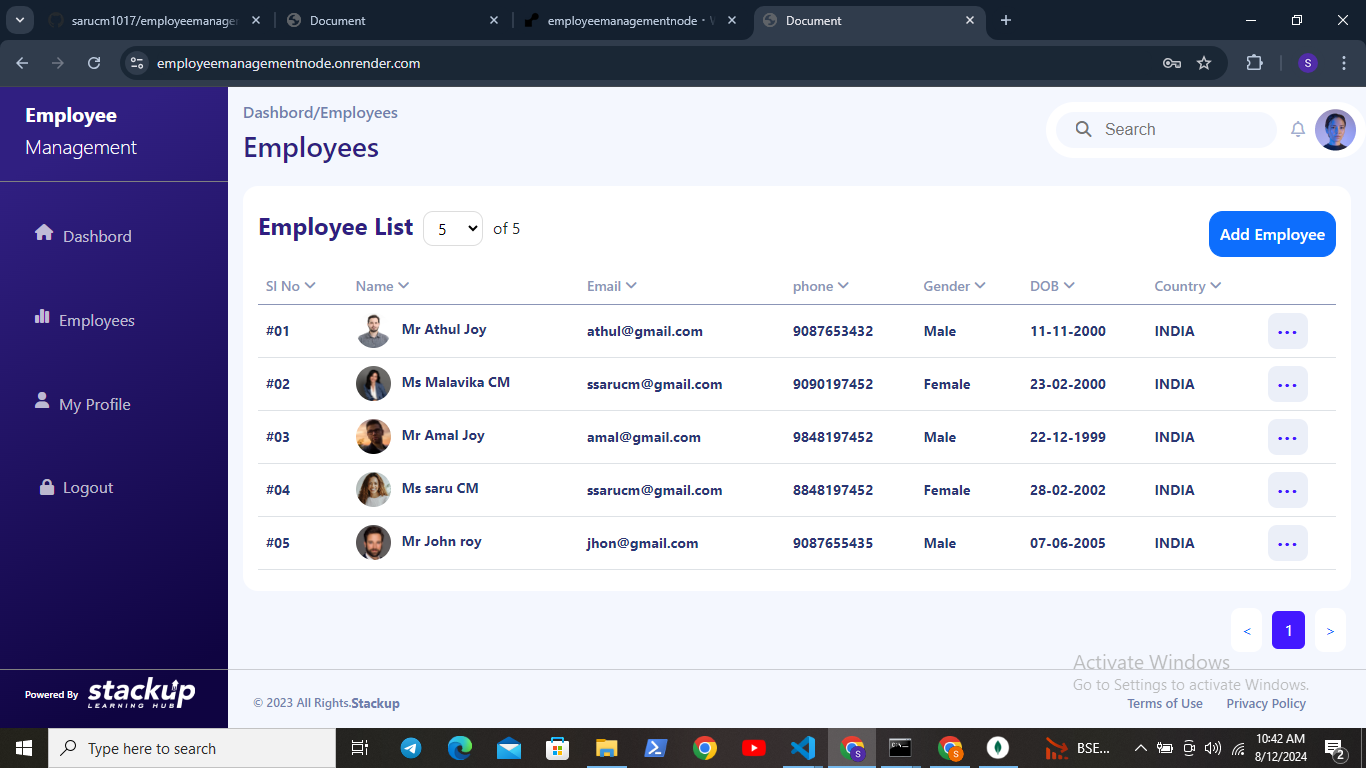 sarucm1017/employeemanage
Document
employeemanagementnode ·
Document
employeemanagementnode.onrender.com
S
Employee
Management
Dashbord/Employees
Employees
Search
Dashbord
Employees
My Profile
Logout
Employee List 5 of 5
Add Employee
Sl No Name Email phone Gender DOB Country
#01 Mr Athul Joy athul@gmail.com 9087653432 Male 11-11-2000 INDIA ...
#02 Ms Malavika CM ssarucm@gmail.com 9090197452 Female 23-02-2000 INDIA ...
#03 Mr Amal Joy amal@gmail.com 9848197452 Male 22-12-1999 INDIA ...
#04 Ms saru CM ssarucm@gmail.com 8848197452 Female 28-02-2002 INDIA ...
#05 Mr John roy jhon@gmail.com 9087655435 Male 07-06-2005 INDIA ...
< 1 >
Activate Windows
Go to Settings to activate Windows.
Powered By stackup
LEARNING HUB
© 2023 All Rights.Stackup
Terms of Use Privacy Policy
Type here to search
BSE...
10:42 AM
8/12/2024
2